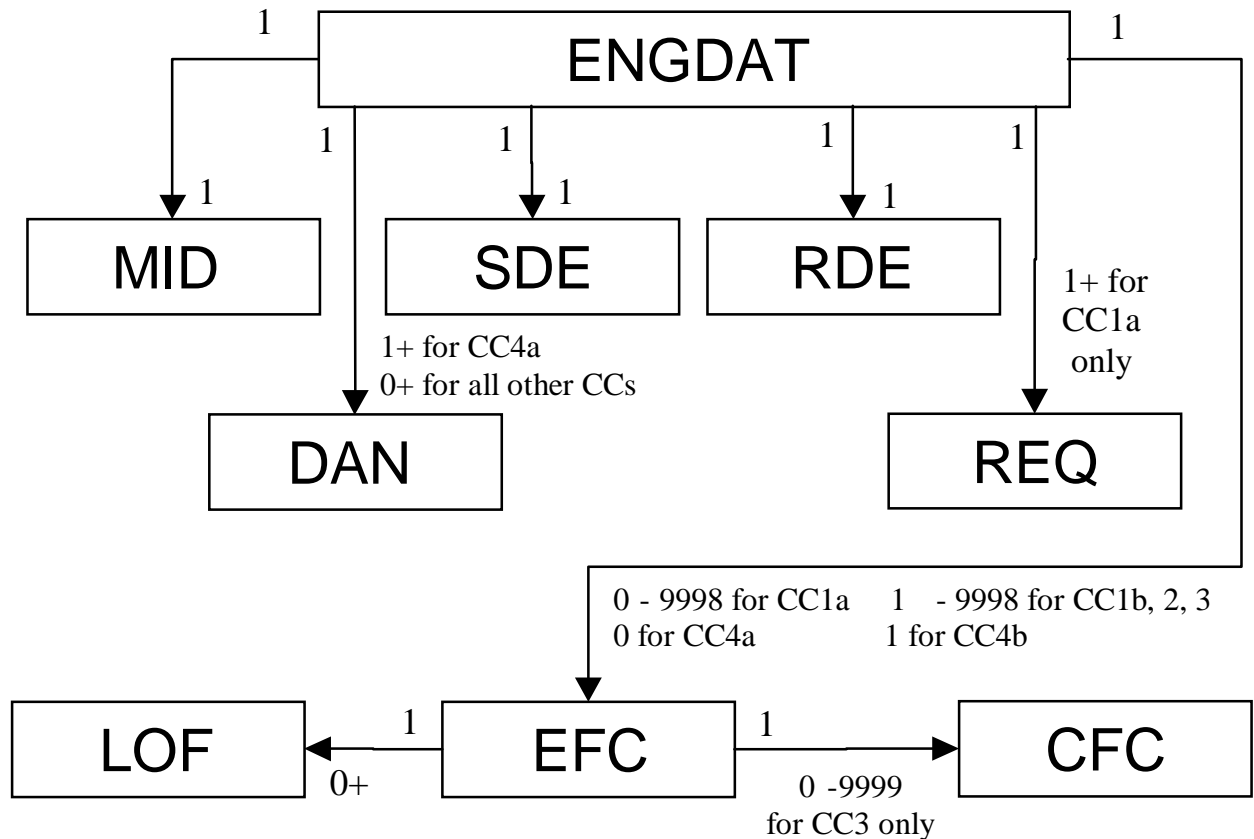 1
ENGDAT
1
1
1
1
1
1
1
1
MID
SDE
RDE
1+ for
CC1a
only
1+ for CC4a
0+ for all other CCs
DAN
REQ
0 - 9998 for CC1a 1 - 9998 for CC1b, 2, 3
0 for CC4a 1 for CC4b
LOF
1
EFC
1
CFC
0+
0 -9999
for CC3 only